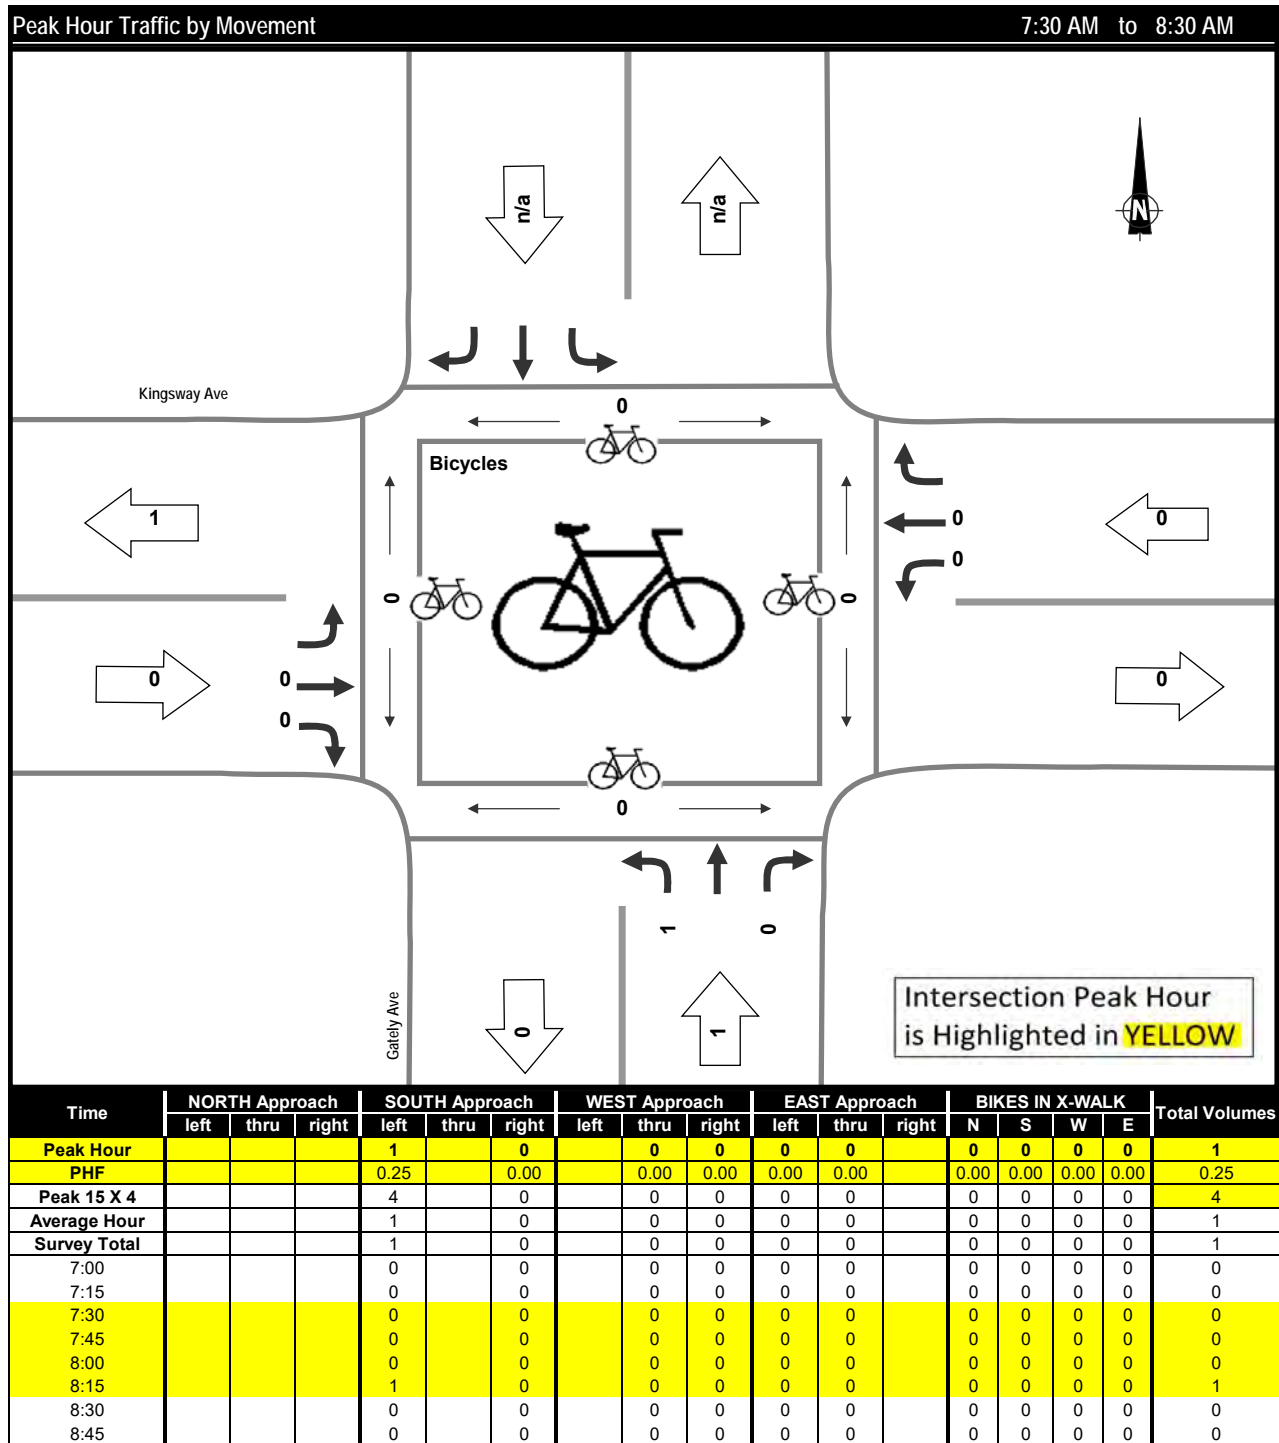 Peak Hour Traffic by Movement 7:30 AM to 8:30 AM
n/a n/a
N
Kingsway Ave
0
Bicycles
1
0 0
0
0 0
0 0
0 0
0
1 0
Gately Ave
0 1
Intersection Peak Hour
is Highlighted in YELLOW
Time NORTH Approach SOUTH Approach WEST Approach EAST Approach BIKES IN X-WALK Total Volumes
left thru right left thru right left thru right left thru right N S W E
Peak Hour 1 0 0 0 0 0 0 0 0 0 1
PHF 0.25 0.00 0.00 0.00 0.00 0.00 0.00 0.00 0.00 0.00 0.25
Peak 15 X 4 4 0 0 0 0 0 0 0 0 0 4
Average Hour 1 0 0 0 0 0 0 0 0 0 1
Survey Total 1 0 0 0 0 0 0 0 0 0 1
7:00 0 0 0 0 0 0 0 0 0 0 0
7:15 0 0 0 0 0 0 0 0 0 0 0
7:30 0 0 0 0 0 0 0 0 0 0 0
7:45 0 0 0 0 0 0 0 0 0 0 0
8:00 0 0 0 0 0 0 0 0 0 0 0
8:15 1 0 0 0 0 0 0 0 0 0 1
8:30 0 0 0 0 0 0 0 0 0 0 0
8:45 0 0 0 0 0 0 0 0 0 0 0